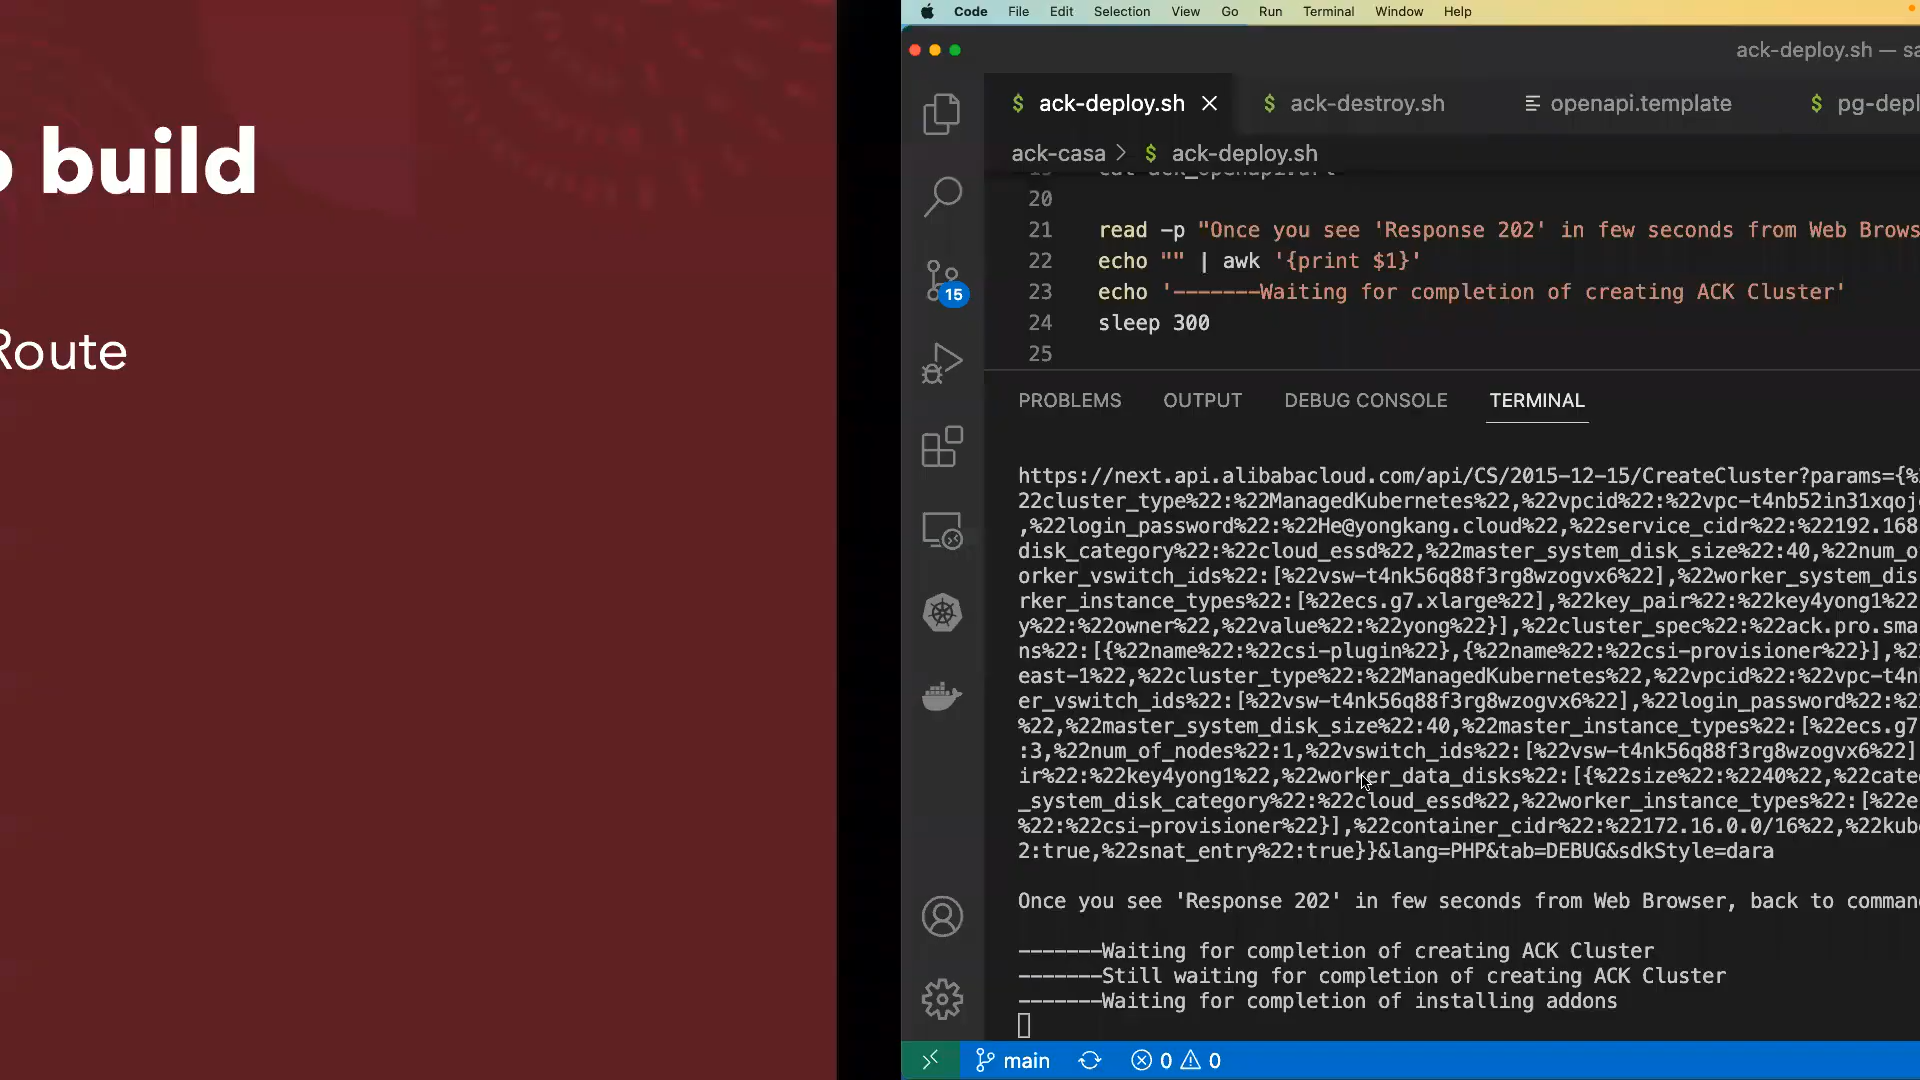 build
Route
Code File Edit Selection View Go Run Terminal Window Help
ack-deploy.sh —
$ ack-deploy.sh × $ ack-destroy.sh openapi.template $ pg-depl
ack-casa > $ ack-deploy.sh
20
21 read -p "Once you see 'Response 202' in few seconds from Web Brows
22 echo "" | awk '{print $1}'
23 echo '-------Waiting for completion of creating ACK Cluster'
24 sleep 300
25
15
PROBLEMS OUTPUT DEBUG CONSOLE TERMINAL
https://next.api.alibabacloud.com/api/CS/2015-12-15/CreateCluster?params={%
22cluster_type%22:%22ManagedKubernetes%22,%22vpcid%22:%22vpc-t4nb52in31xqoj
,%22login_password%22:%22He@yongkang.cloud%22,%22service_cidr%22:%22192.168
disk_category%22:%22cloud_essd%22,%22master_system_disk_size%22:40,%22num_o
orker_vswitch_ids%22:[%22vsw-t4nk56q88f3rg8wzogvx6%22],%22worker_system_dis
rker_instance_types%22:[%22ecs.g7.xlarge%22],%22key_pair%22:%22key4yong1%22
y%22:%22owner%22,%22value%22:%22yong%22}],%22cluster_spec%22:%22ack.pro.sma
ns%22:[{%22name%22:%22csi-plugin%22},{%22name%22:%22csi-provisioner%22}],%2
east-1%22,%22cluster_type%22:%22ManagedKubernetes%22,%22vpcid%22:%22vpc-t4n
er_vswitch_ids%22:[%22vsw-t4nk56q88f3rg8wzogvx6%22],%22login_password%22:%2
%22,%22master_system_disk_size%22:40,%22master_instance_types%22:[%22ecs.g7
:3,%22num_of_nodes%22:1,%22vswitch_ids%22:[%22vsw-t4nk56q88f3rg8wzogvx6%22]
ir%22:%22key4yong1%22,%22worker_data_disks%22:[{%22size%22:%2240%22,%22cate
_system_disk_category%22:%22cloud_essd%22,%22worker_instance_types%22:[%22e
%22:%22csi-provisioner%22}],%22container_cidr%22:%22172.16.0.0/16%22,%22kub
2:true,%22snat_entry%22:true}}&lang=PHP&tab=DEBUG&sdkStyle=dara
Once you see 'Response 202' in few seconds from Web Browser, back to comman
-------Waiting for completion of creating ACK Cluster
-------Still waiting for completion of creating ACK Cluster
-------Waiting for completion of installing addons
main 0 0